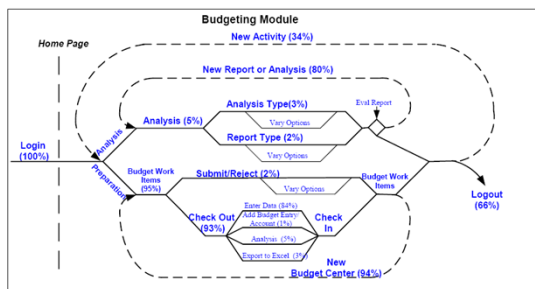 Budgeting Module
New Activity (34%)
Home Page
New Report or Analysis (80%)
Analysis Type(3%)
Eval Report
Analysis (5%)
Vary Options
Analysis
Report Type (2%)
Vary Options
Login
(100%)
Preparation
Budget Work
Items
(95%)
Submit/Reject (2%)
Vary Options
Budget Work
Items
Logout
(66%)
Enter Data (84%)
Add Budget Entry/
Account (1%)
Check Out
(93%)
Check
In
Analysis (5%)
Export to Excel (3%)
New
Budget Center (94%)